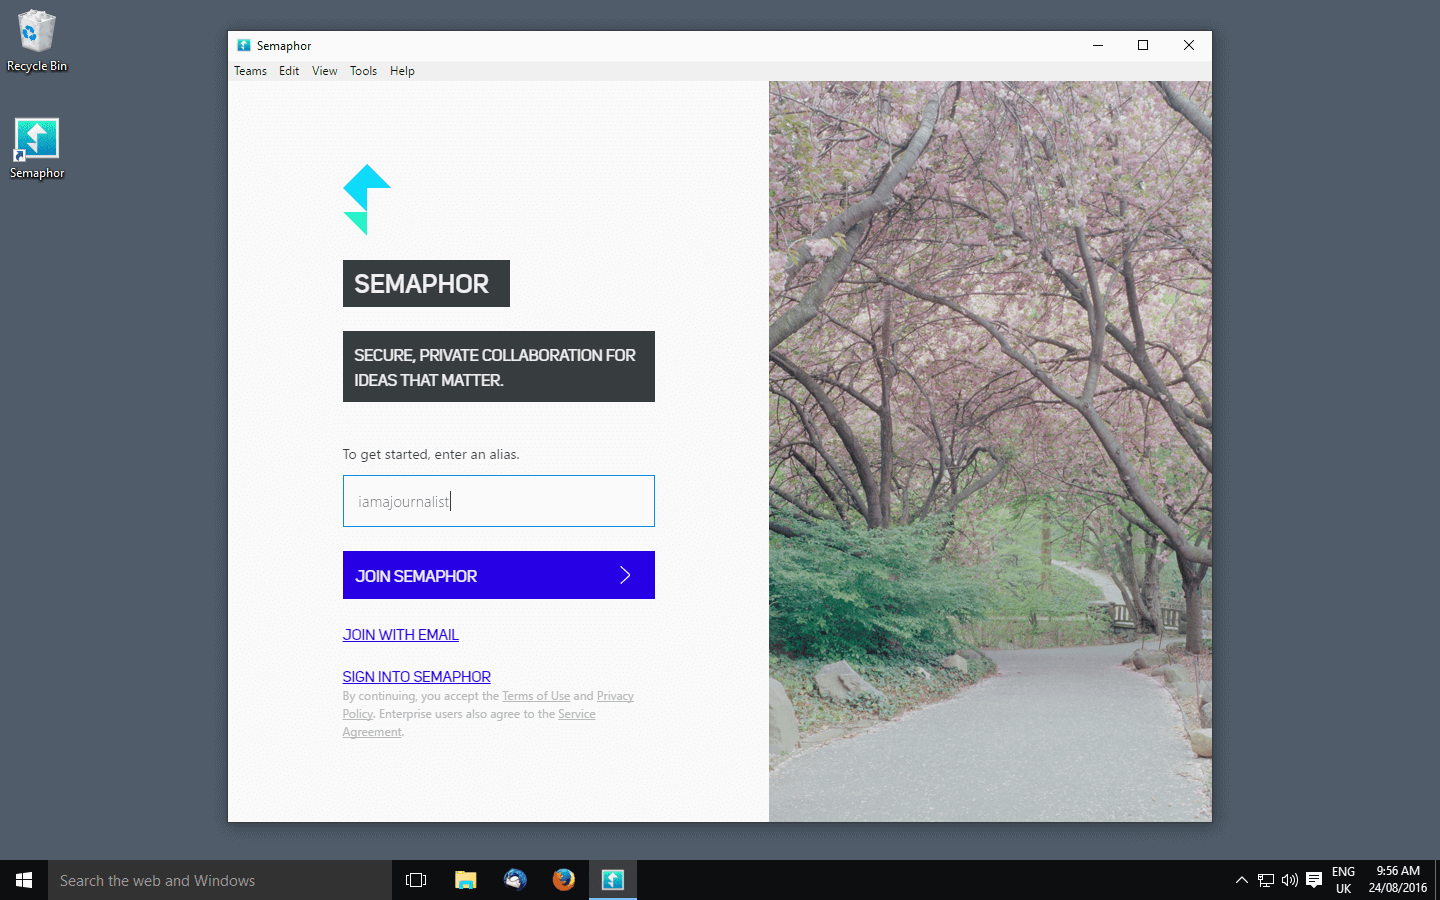 Recycle Bin
Semaphor
Semaphor
Teams Edit View Tools Help
SEMAPHOR
SECURE, PRIVATE COLLABORATION FOR
IDEAS THAT MATTER.
To get started, enter an alias.
iamajournalist
JOIN SEMAPHOR
JOIN WITH EMAIL
SIGN INTO SEMAPHOR
By continuing, you accept the Terms of Use and Privacy
Policy. Enterprise users also agree to the Service
Agreement.
Search the web and Windows
ENG
UK
9:56 AM
24/08/2016